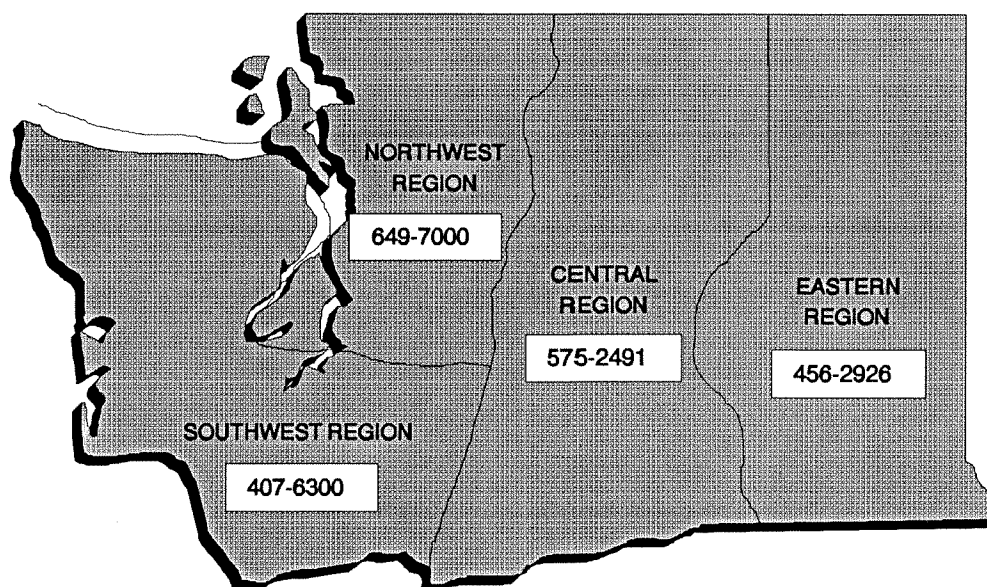 NORTHWEST
REGION
649-7000
CENTRAL
REGION
575-2491
EASTERN
REGION
456-2926
SOUTHWEST REGION
407-6300